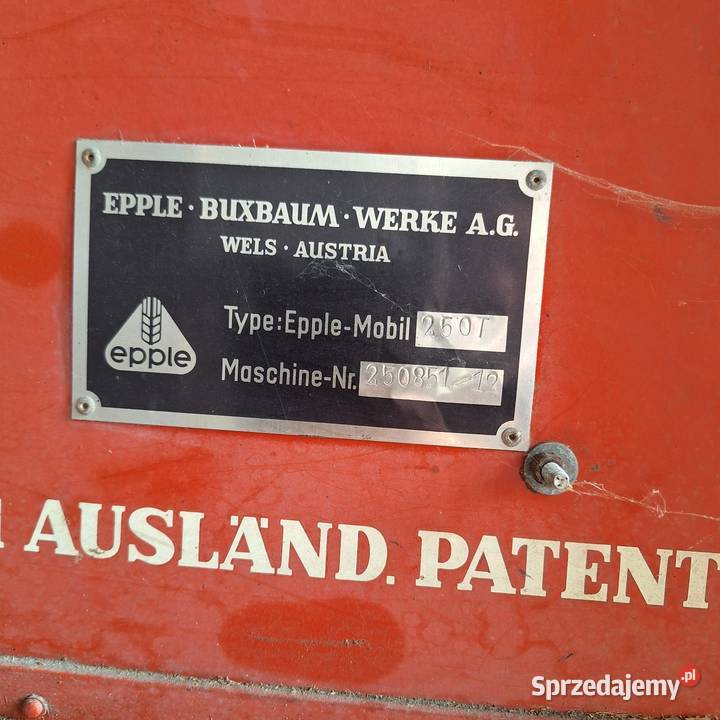 EPPLE · BUXBAUM · WERKE A.G.
WELS · AUSTRIA
Type: Epple-Mobil 250T
epple
Maschine-Nr. 250851-12
AUSLÄND. PATENT
Sprzedajemy.pl